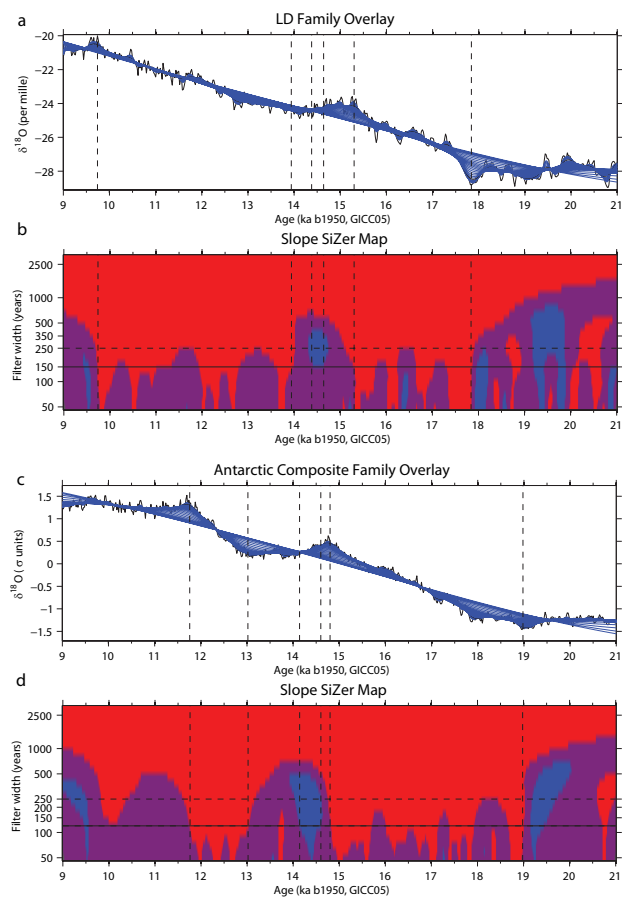 a
LD Family Overlay
−20
−22
−24
−26
−28
δ18O (per mille)
9 10 11 12 13 14 15 16 17 18 19 20 21
Age (ka b1950, GICC05)
b
Slope SiZer Map
2500
1000
500
350
250
150
100
50
Filter width (years)
9 10 11 12 13 14 15 16 17 18 19 20 21
Age (ka b1950, GICC05)
c
Antarctic Composite Family Overlay
1.5
1.0
0.5
0
−0.5
−1.0
−1.5
δ18O ( σ units)
9 10 11 12 13 14 15 16 17 18 19 20 21
Age (ka b1950, GICC05)
d
Slope SiZer Map
2500
1000
500
250
200
150
100
50
Filter width (years)
9 10 11 12 13 14 15 16 17 18 19 20 21
Age (ka b1950, GICC05)